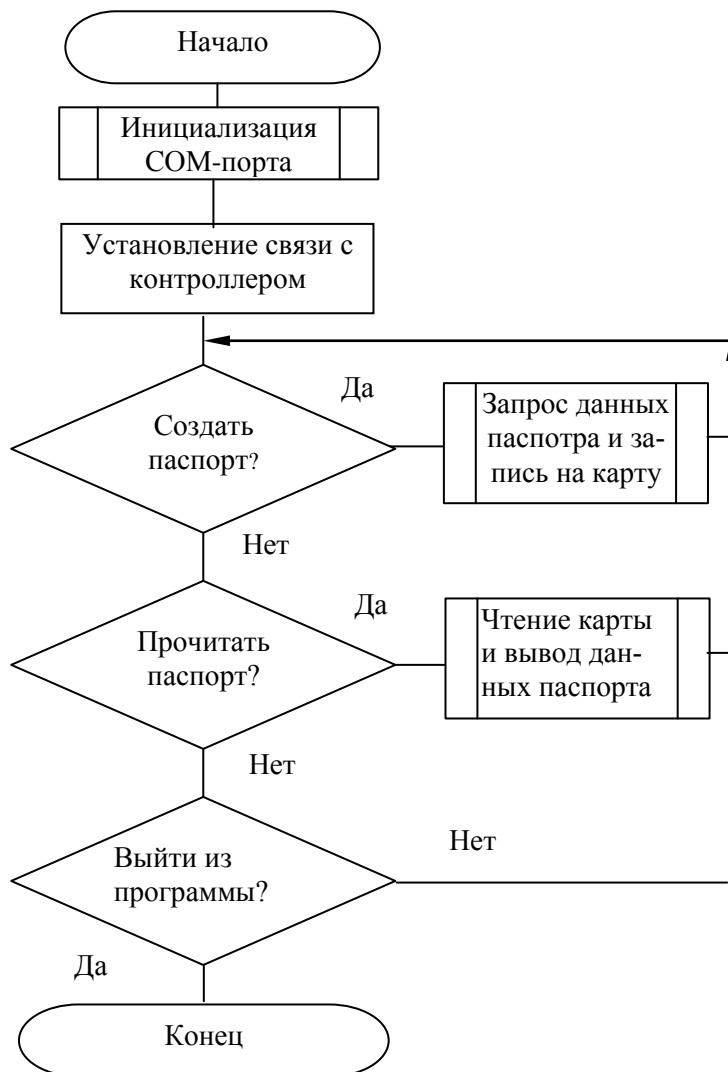 Начало
Инициализация
COM-порта
Установление связи с
контроллером
Да
Создать
паспорт?
Запрос данных
паспотра и за-
пись на карту
Нет
Да
Прочитать
паспорт?
Чтение карты
и вывод дан-
ных паспорта
Нет
Нет
Выйти из
программы?
Да
Конец